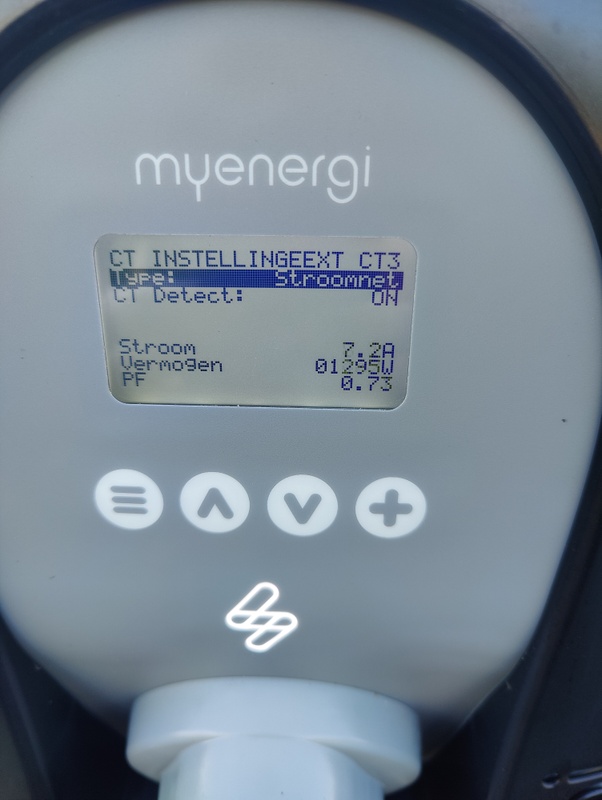 myenergi
CT INSTELLINGEEXT CT3
Type: Stroomnet
CT Detect: ON
Stroom 7.2A
Vermogen 01295W
PF 0.73